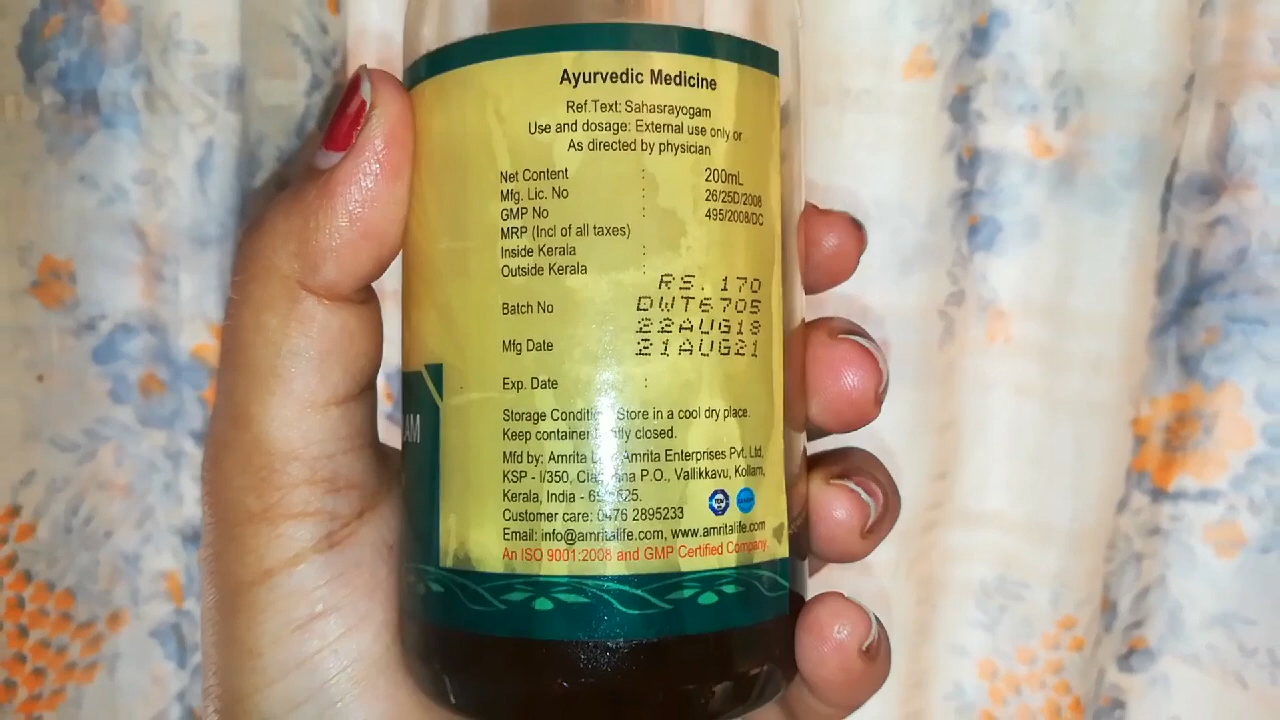 Ayurvedic Medicine
Ref.Text: Sahasrayogam
Use and dosage: External use only or
As directed by physician
Net Content : 200mL
Mfg. Lic. No : 26/25D/2008
GMP No : 495/2008/DC
MRP (Incl of all taxes)
Inside Kerala :
Outside Kerala :
RS. 170
Batch No DWT6705
22AUG18
Mfg Date 21AUG21
Exp. Date :
Storage Store in a cool dry place.
Keep container closed.
Mfd by: Amrita Amrita Enterprises Pvt. Ltd,
KSP - I/350, P.O., Vallikkavu, Kollam,
Kerala, India -
Customer care: 0476 2895233
Email: info@amritalife.com, www.amritalife.com
An ISO 9001:2008 and GMP Certified Company.
AM